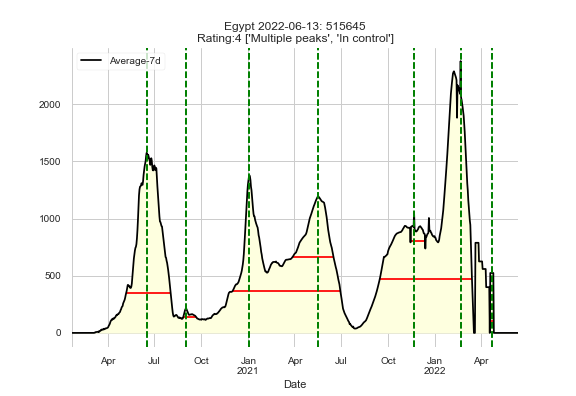 Egypt 2022-06-13: 515645
Rating:4 ['Multiple peaks', 'In control']
Average-7d
2000
1500
1000
500
0
Apr Jul Oct Jan Apr Jul Oct Jan Apr
2021 2022
Date